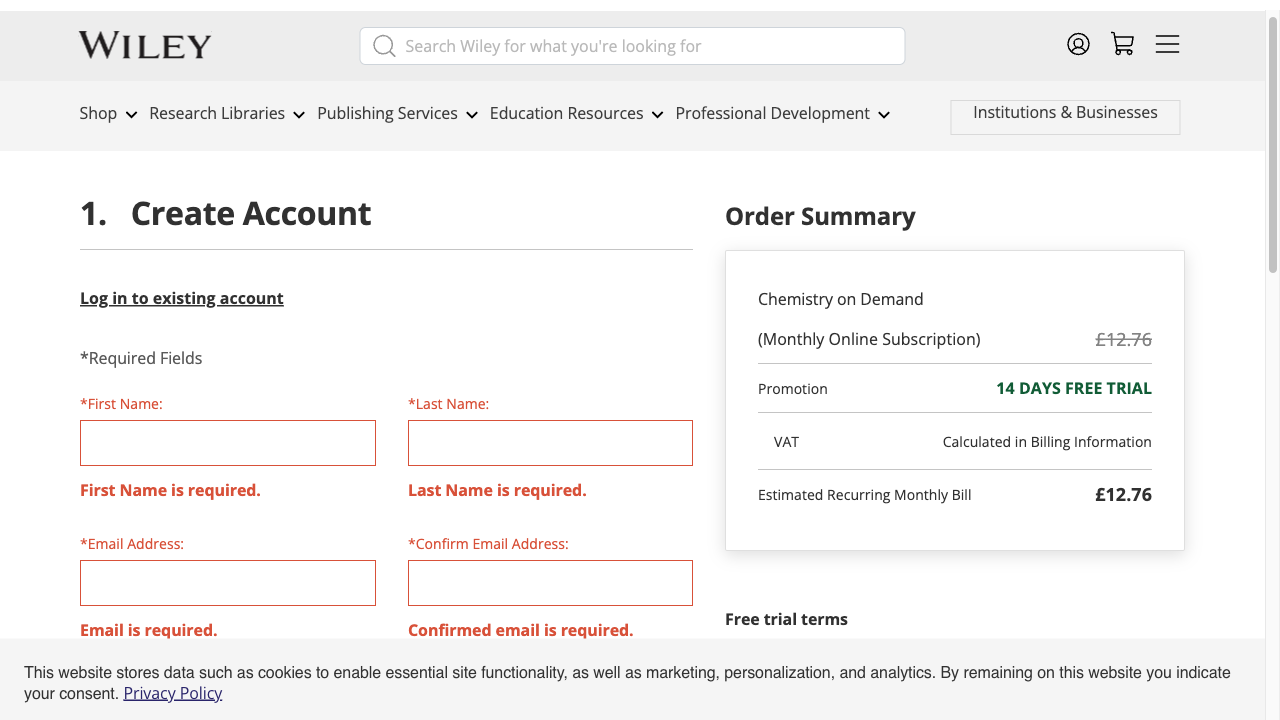 WILEY
Search Wiley for what you're looking for
Shop Research Libraries Publishing Services Education Resources Professional Development
Institutions & Businesses
1. Create Account
Log in to existing account
*Required Fields
*First Name: *Last Name:
First Name is required. Last Name is required.
*Email Address: *Confirm Email Address:
Email is required. Confirmed email is required.
Order Summary
Chemistry on Demand
(Monthly Online Subscription) £12.76
Promotion 14 DAYS FREE TRIAL
VAT Calculated in Billing Information
Estimated Recurring Monthly Bill £12.76
Free trial terms
This website stores data such as cookies to enable essential site functionality, as well as marketing, personalization, and analytics. By remaining on this website you indicate
your consent. Privacy Policy